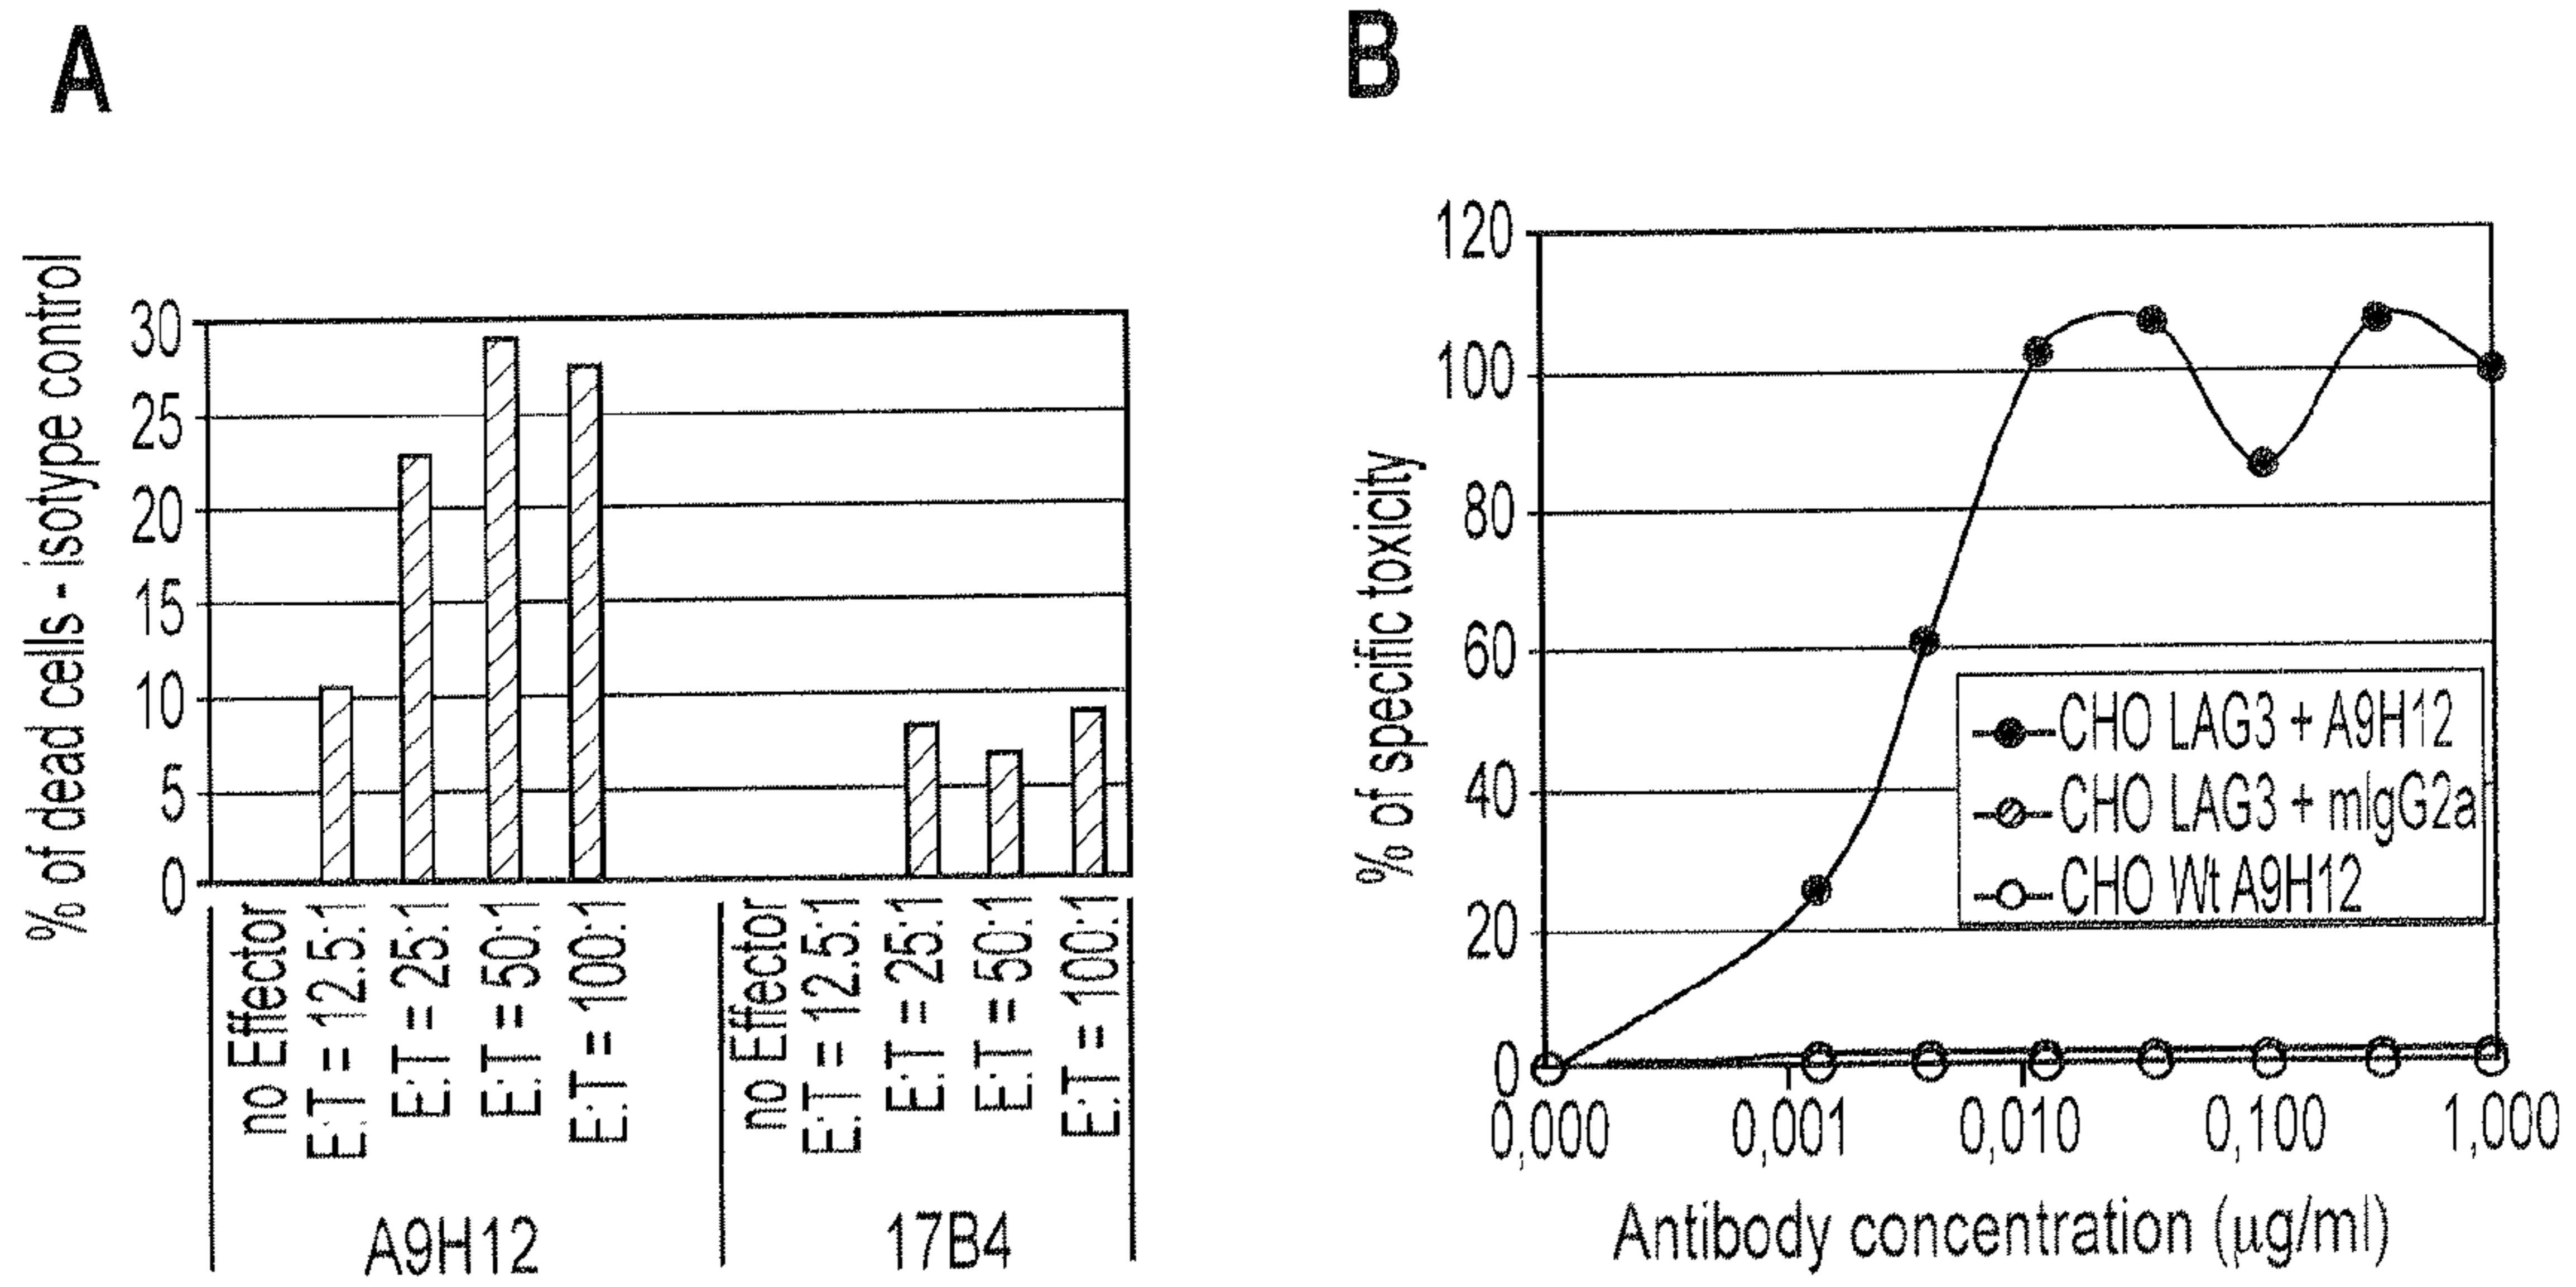 A
% of dead cells - isotype control
30
25
20
15
10
5
0
no Effector
E:T = 12.5:1
E:T = 25:1
E:T = 50:1
E:T = 100:1
no Effector
E:T = 12.5:1
E:T = 25:1
E:T = 50:1
E:T = 100:1
A9H12
17B4
B
% of specific toxicity
120
100
80
60
40
20
0
CHO LAG3 + A9H12
CHO LAG3 + mIgG2a
CHO Wt A9H12
0,000
0,001
0,010
0,100
1,000
Antibody concentration (µg/ml)